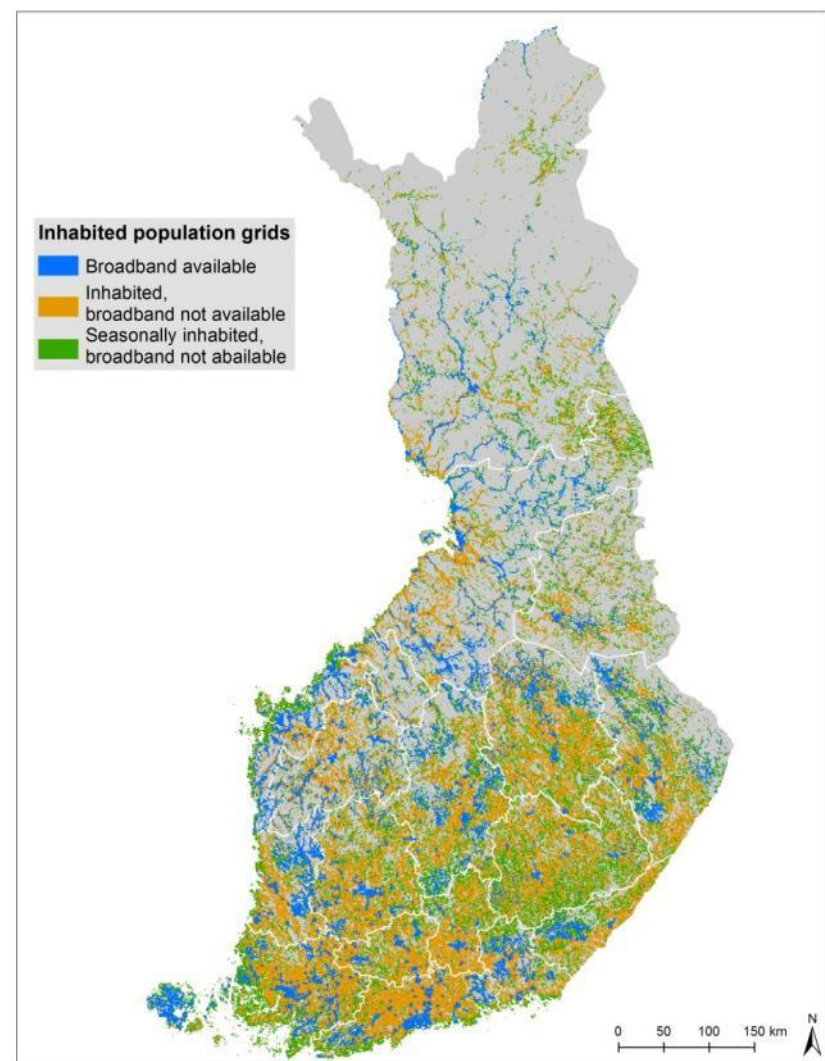 Inhabited population grids
Broadband available
Inhabited,
broadband not available
Seasonally inhabited,
broadband not abailable
N
0 50 100 150 km